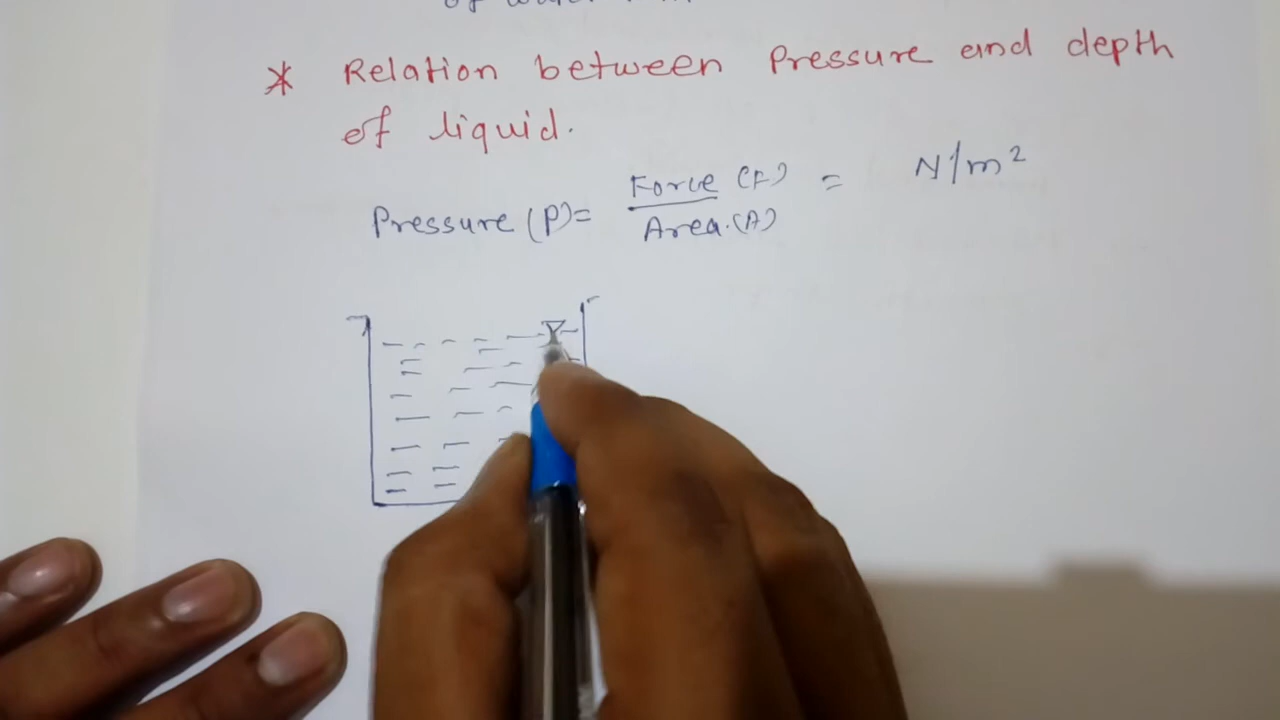 * Relation between Pressure and depth
of liquid.
Pressure (P) = Force (F) / Area. (A) = N/m²